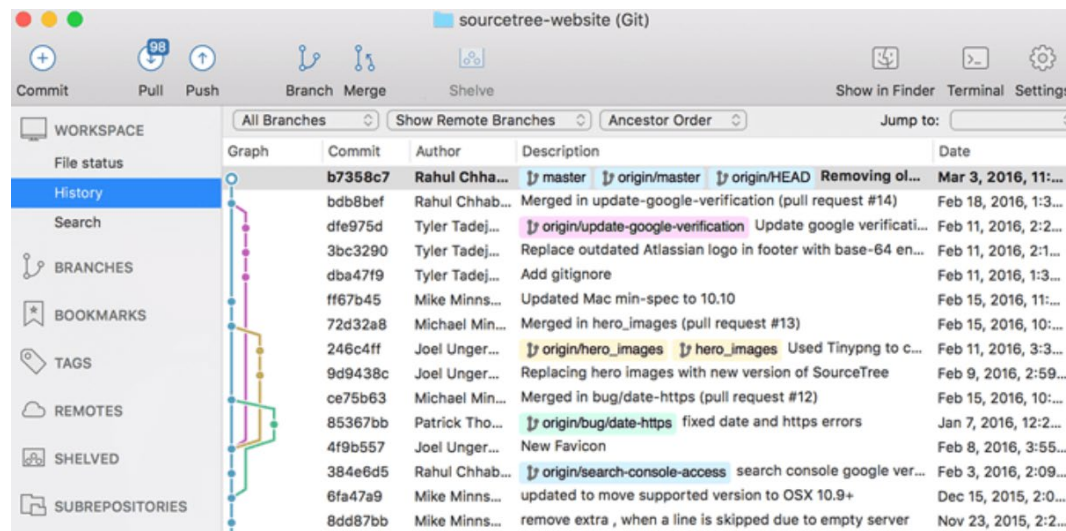 sourcetree-website (Git)
98
Commit Pull Push Branch Merge Shelve Show in Finder Terminal Settings
WORKSPACE
File status
History
Search
BRANCHES
BOOKMARKS
TAGS
REMOTES
SHELVED
SUBREPOSITORIES
All Branches Show Remote Branches Ancestor Order Jump to:
Graph Commit Author Description Date
b7358c7 Rahul Chha... master origin/master origin/HEAD Removing ol... Mar 3, 2016, 11:...
bdb8bef Rahul Chhab... Merged in update-google-verification (pull request #14) Feb 18, 2016, 1:3...
dfe975d Tyler Tadej... origin/update-google-verification Update google verificati... Feb 11, 2016, 2:2...
3bc3290 Tyler Tadej... Replace outdated Atlassian logo in footer with base-64 en... Feb 11, 2016, 2:1...
dba47f9 Tyler Tadej... Add gitignore Feb 11, 2016, 1:3...
ff67b45 Mike Minns... Updated Mac min-spec to 10.10 Feb 15, 2016, 11:...
72d32a8 Michael Min... Merged in hero_images (pull request #13) Feb 15, 2016, 10:...
246c4ff Joel Unger... origin/hero_images hero_images Used Tinypng to c... Feb 11, 2016, 3:3...
9d9438c Joel Unger... Replacing hero images with new version of SourceTree Feb 9, 2016, 2:59...
ce75b63 Michael Min... Merged in bug/date-https (pull request #12) Feb 15, 2016, 10:...
85367bb Patrick Tho... origin/bug/date-https fixed date and https errors Jan 7, 2016, 12:2...
4f9b557 Joel Unger... New Favicon Feb 8, 2016, 3:55...
384e6d5 Rahul Chhab... origin/search-console-access search console google ver... Feb 3, 2016, 2:09...
6fa47a9 Mike Minns... updated to move supported version to OSX 10.9+ Dec 15, 2015, 2:0...
8dd87bb Mike Minns... remove extra , when a line is skipped due to empty server Nov 23, 2015, 2:2...